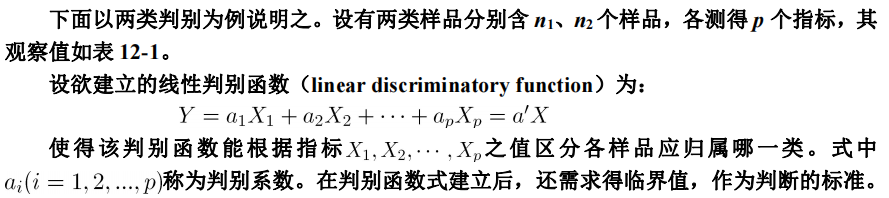 下面以两类判别为例说明之。设有两类样品分别含 n₁、n₂ 个样品，各测得 p 个指标，其
观察值如表 12-1。
设欲建立的线性判别函数（linear discriminatory function）为：
Y = a₁X₁ + a₂X₂ + ··· + aₚXₚ = a′X
使得该判别函数能根据指标 X₁, X₂, ··· , Xₚ 之值区分各样品应归属哪一类。式中
aᵢ(i = 1, 2, ..., p)称为判别系数。在判别函数式建立后，还需求得临界值，作为判断的标准。